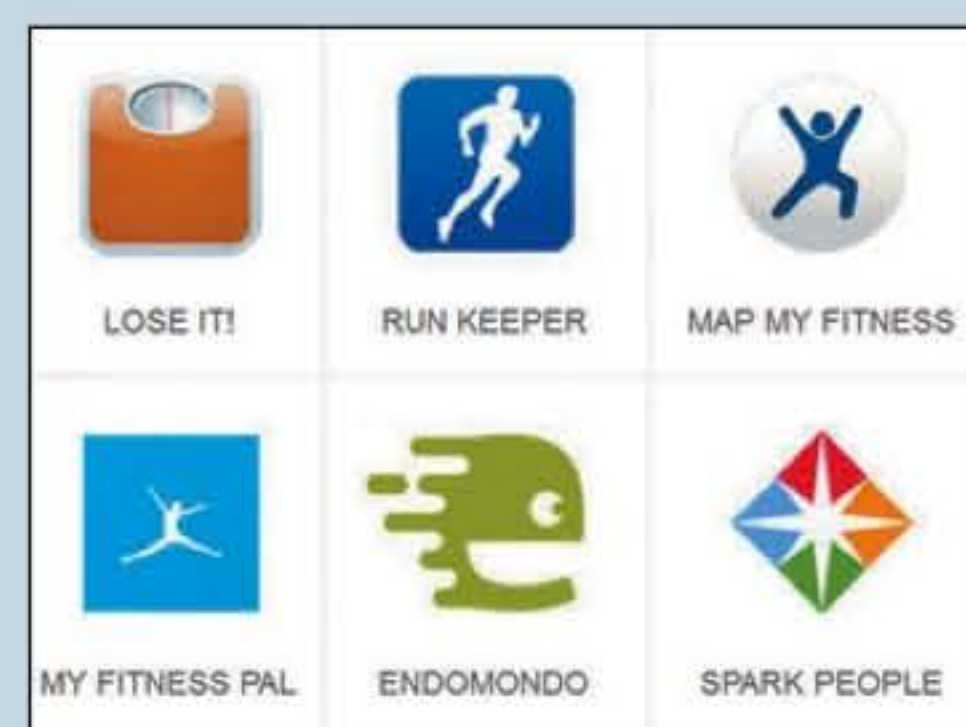 LOSE IT!
RUN KEEPER
MAP MY FITNESS
MY FITNESS PAL
ENDOMONDO
SPARK PEOPLE